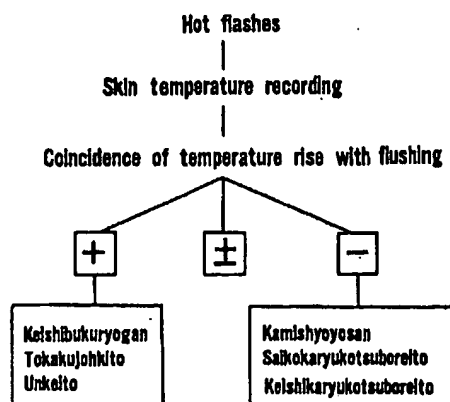 Hot flashes
Skin temperature recording
Coincidence of temperature rise with flushing
+ ± −
Keishibukuryogan
Tokakujohkito
Unkeito
Kamishyoyosan
Saikokaryukotsuboreito
Keishikaryukotsuboreito